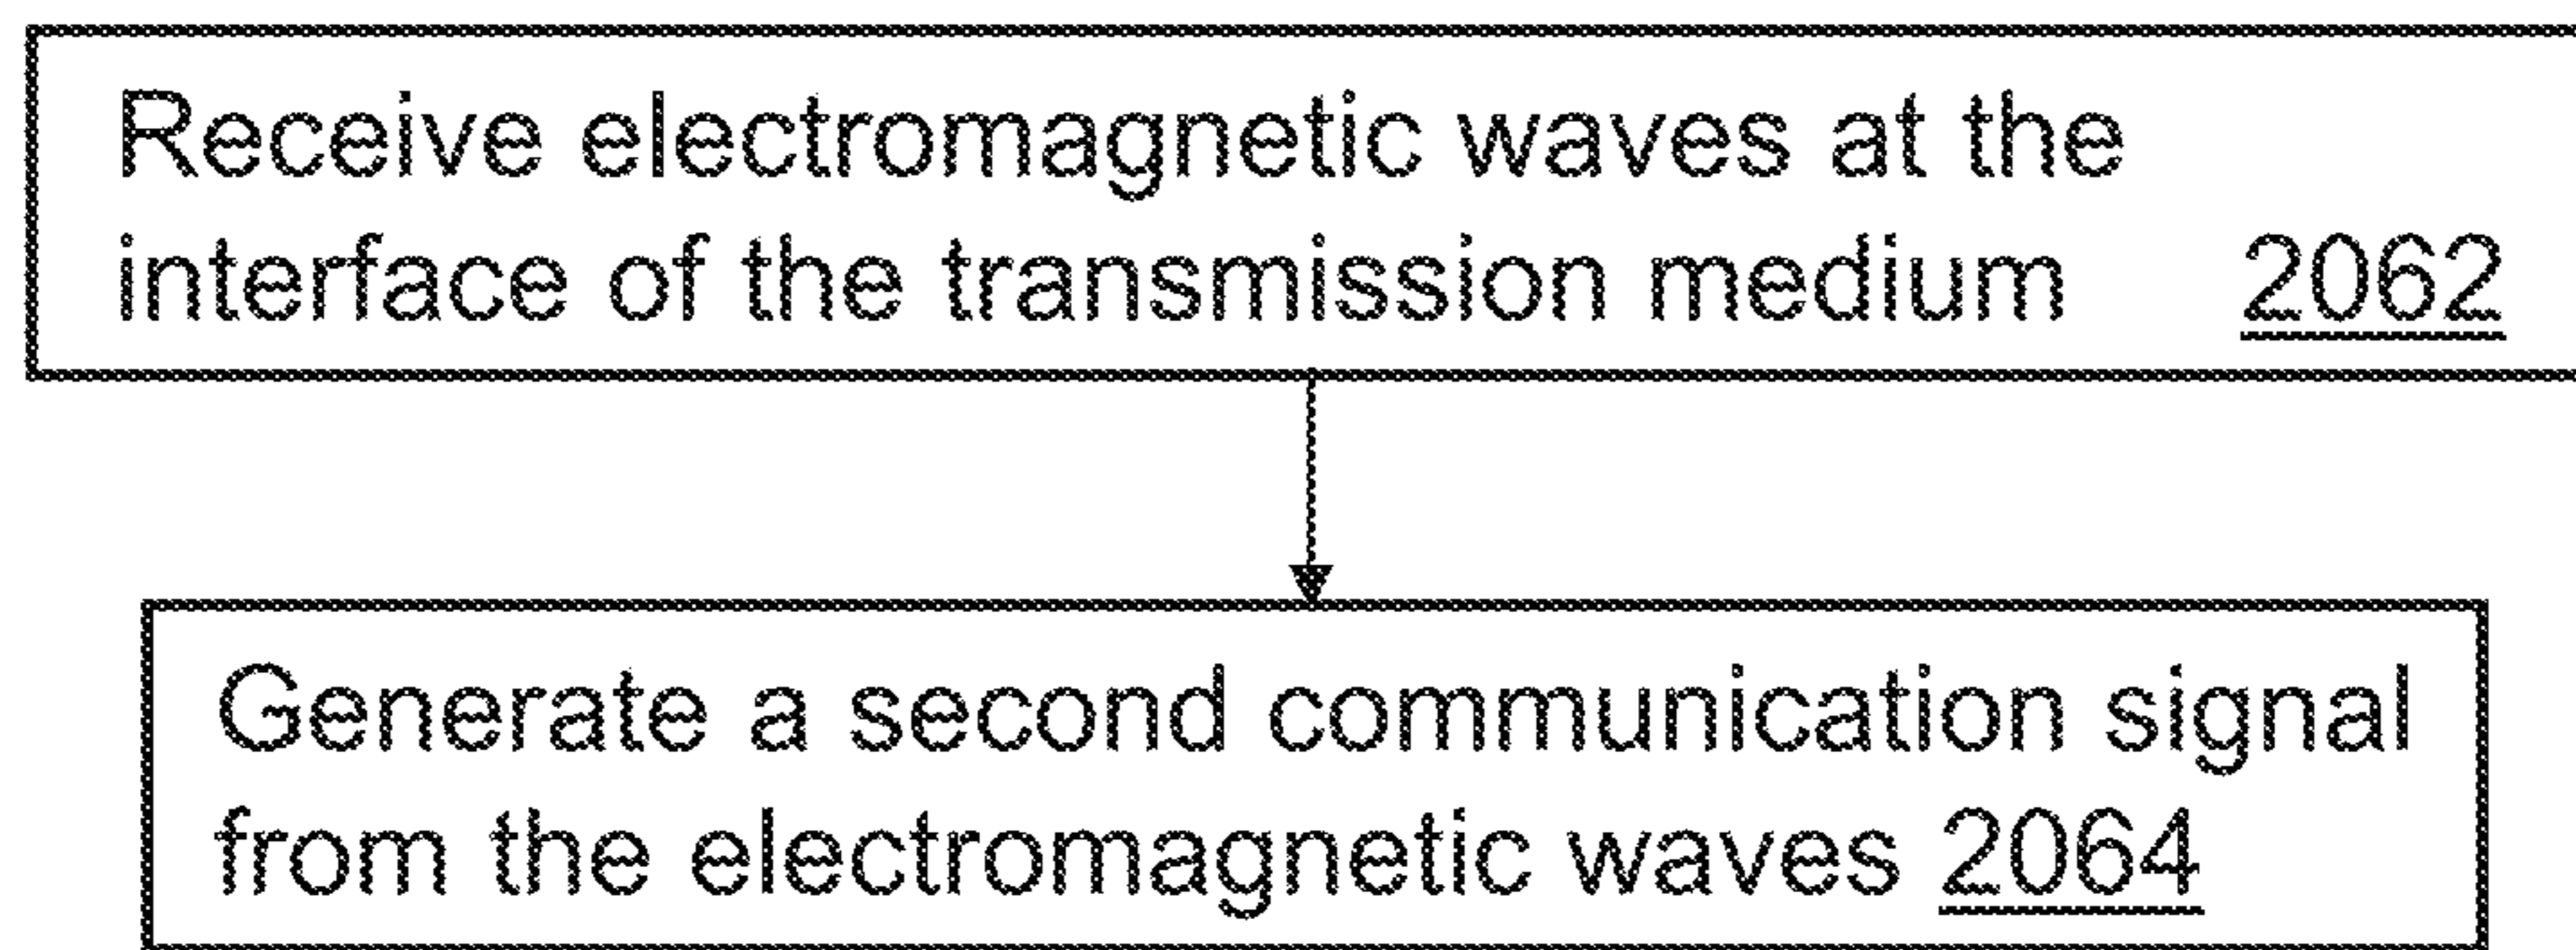 Receive electromagnetic waves at the
interface of the transmission medium 2062
Generate a second communication signal
from the electromagnetic waves 2064